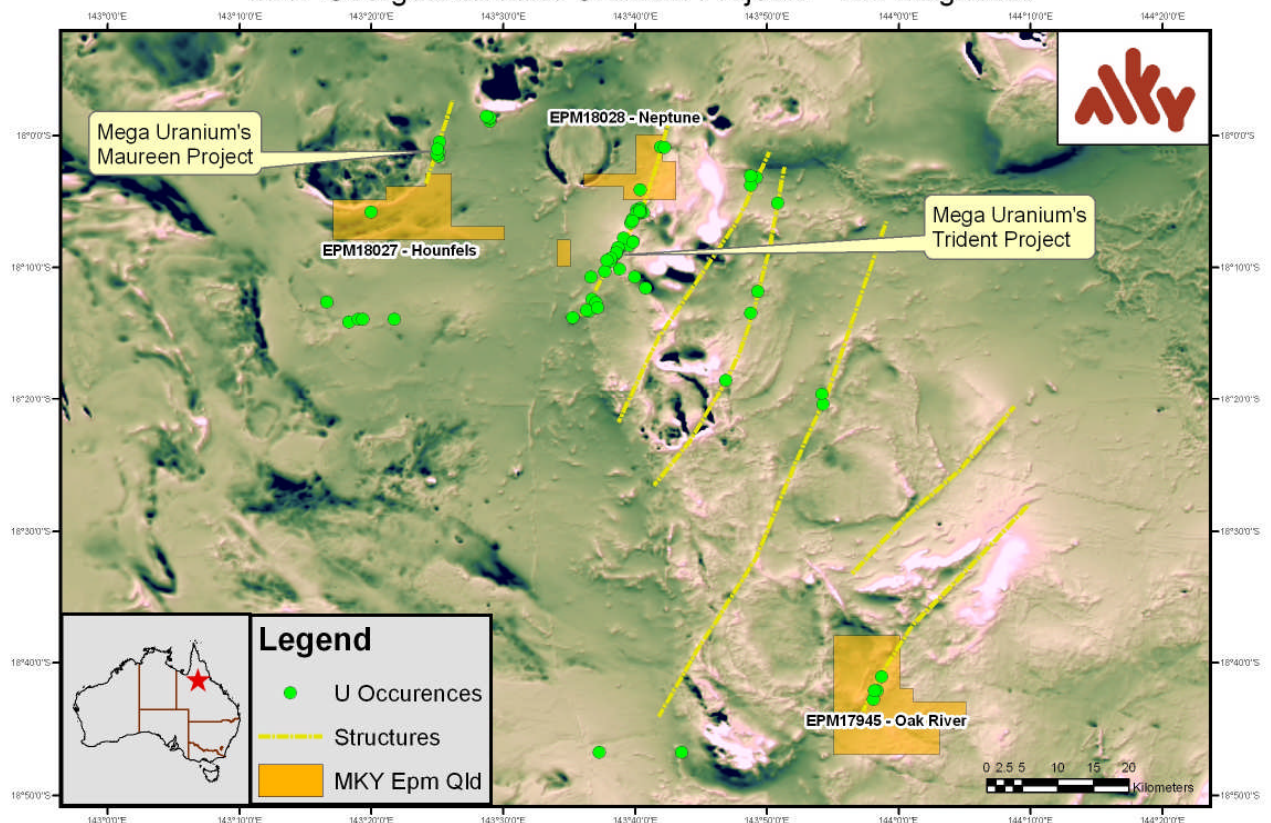 143°0'0"E 143°10'0"E 143°20'0"E 143°30'0"E 143°40'0"E 143°50'0"E 144°0'0"E 144°10'0"E 144°20'0"E
MKY
18°0'0"S 18°0'0"S
Mega Uranium's
Maureen Project
EPM18028 - Neptune
Mega Uranium's
Trident Project
EPM18027 - Hounfels
18°10'0"S 18°10'0"S
18°20'0"S 18°20'0"S
18°30'0"S 18°30'0"S
18°40'0"S 18°40'0"S
EPM17945 - Oak River
Legend
U Occurences
Structures
MKY Epm Qld
0 2.5 5 10 15 20
Kilometers
18°50'0"S 18°50'0"S
143°0'0"E 143°10'0"E 143°20'0"E 143°30'0"E 143°40'0"E 143°50'0"E 144°0'0"E 144°10'0"E 144°20'0"E